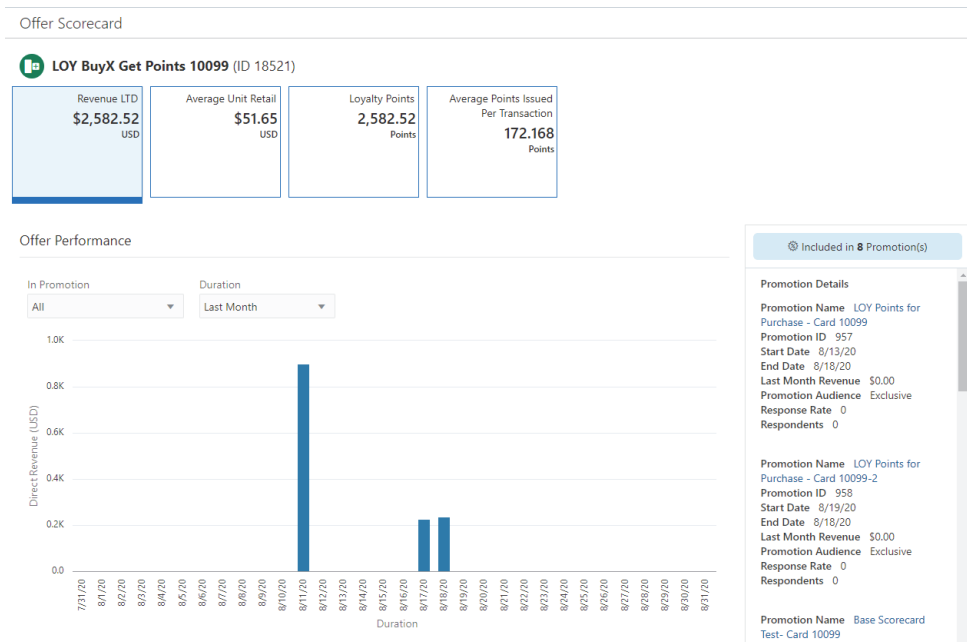 Offer Scorecard
LOY BuyX Get Points 10099 (ID 18521)
Revenue LTD
$2,582.52
USD
Average Unit Retail
$51.65
USD
Loyalty Points
2,582.52
Points
Average Points Issued
Per Transaction
172.168
Points
Offer Performance
In Promotion
All
Duration
Last Month
1.0K
0.8K
0.6K
0.4K
0.2K
0.0
Direct Revenue (USD)
7/31/20
8/1/20
8/2/20
8/3/20
8/4/20
8/5/20
8/6/20
8/7/20
8/8/20
8/9/20
8/10/20
8/11/20
8/12/20
8/13/20
8/14/20
8/15/20
8/16/20
8/17/20
8/18/20
8/19/20
8/20/20
8/21/20
8/22/20
8/23/20
8/24/20
8/25/20
8/26/20
8/27/20
8/28/20
8/29/20
8/30/20
8/31/20
Duration
Included in 8 Promotion(s)
Promotion Details
Promotion Name LOY Points for
Purchase - Card 10099
Promotion ID 957
Start Date 8/13/20
End Date 8/18/20
Last Month Revenue $0.00
Promotion Audience Exclusive
Response Rate 0
Respondents 0
Promotion Name LOY Points for
Purchase - Card 10099-2
Promotion ID 958
Start Date 8/19/20
End Date 8/18/20
Last Month Revenue $0.00
Promotion Audience Exclusive
Response Rate 0
Respondents 0
Promotion Name Base Scorecard
Test- Card 10099